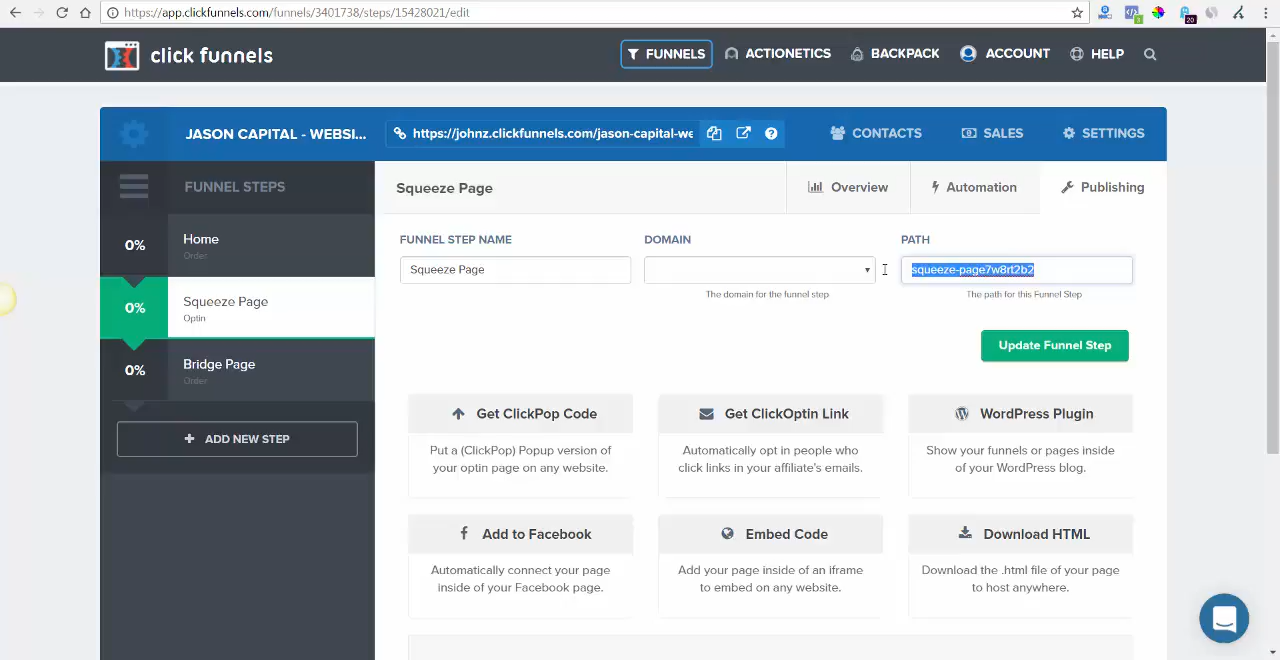 https://app.clickfunnels.com/funnels/3401738/steps/15428021/edit
3
20
click funnels
FUNNELS
ACTIONETICS
BACKPACK
ACCOUNT
HELP
JASON CAPITAL - WEBSI...
https://johnz.clickfunnels.com/jason-capital-we
CONTACTS
SALES
SETTINGS
FUNNEL STEPS
Squeeze Page
Overview
Automation
Publishing
0%
Home
Order
0%
Squeeze Page
Optin
0%
Bridge Page
Order
ADD NEW STEP
FUNNEL STEP NAME
DOMAIN
PATH
Squeeze Page
squeeze-page7w8rt2b2
The domain for the funnel step
The path for this Funnel Step
Update Funnel Step
Get ClickPop Code
Put a (ClickPop) Popup version of
your optin page on any website.
Get ClickOptin Link
Automatically opt in people who
click links in your affiliate's emails.
WordPress Plugin
Show your funnels or pages inside
of your WordPress blog.
Add to Facebook
Automatically connect your page
inside of your Facebook page.
Embed Code
Add your page inside of an iframe
to embed on any website.
Download HTML
Download the .html file of your page
to host anywhere.